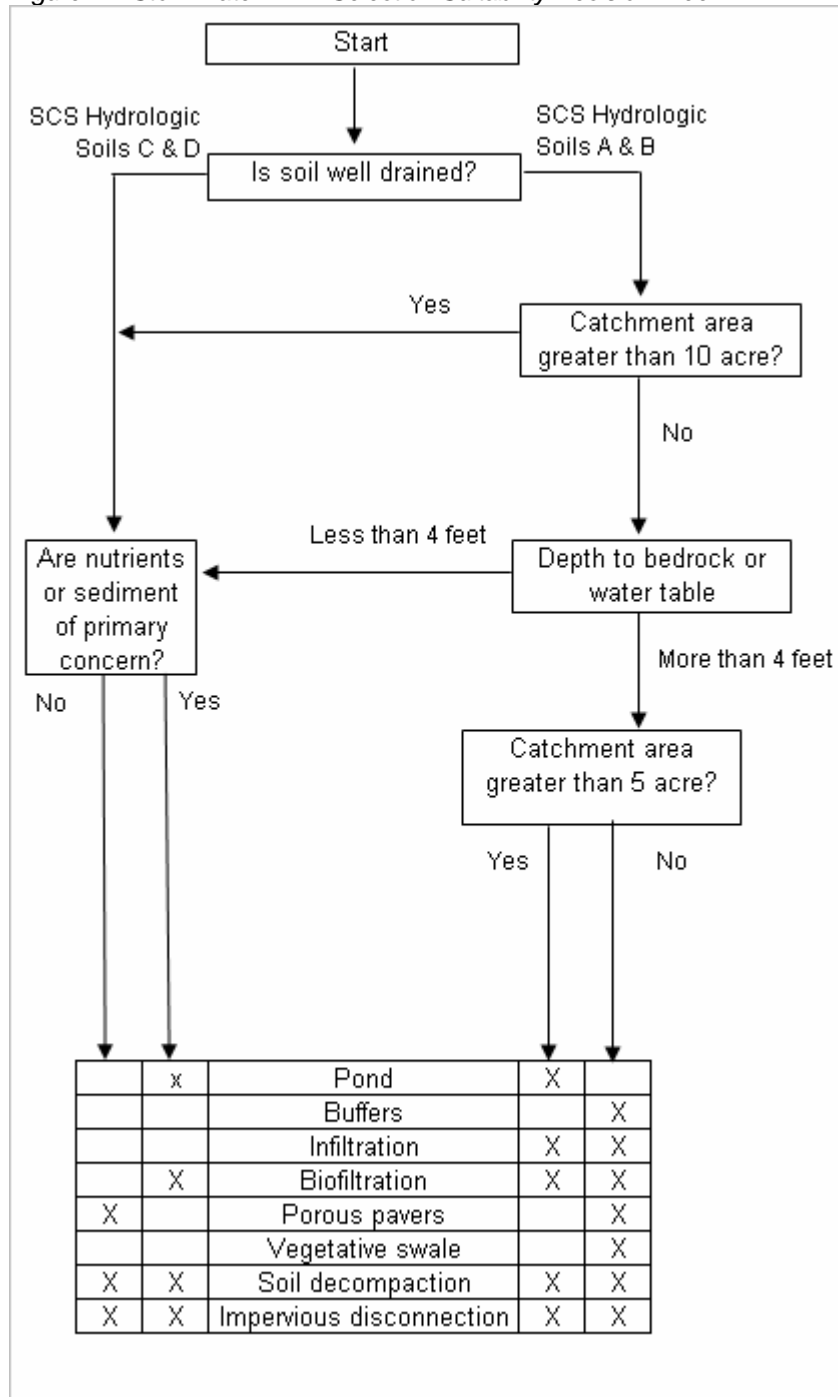 Start
SCS Hydrologic
Soils C & D
SCS Hydrologic
Soils A & B
Is soil well drained?
Yes
Catchment area
greater than 10 acre?
No
Less than 4 feet
Are nutrients
or sediment
of primary
concern?
Depth to bedrock or
water table
More than 4 feet
No
Yes
Catchment area
greater than 5 acre?
Yes
No
x Pond X
Buffers X
Infiltration X X
X Biofiltration X X
X Porous pavers X
Vegetative swale X
X X Soil decompaction X X
X X Impervious disconnection X X